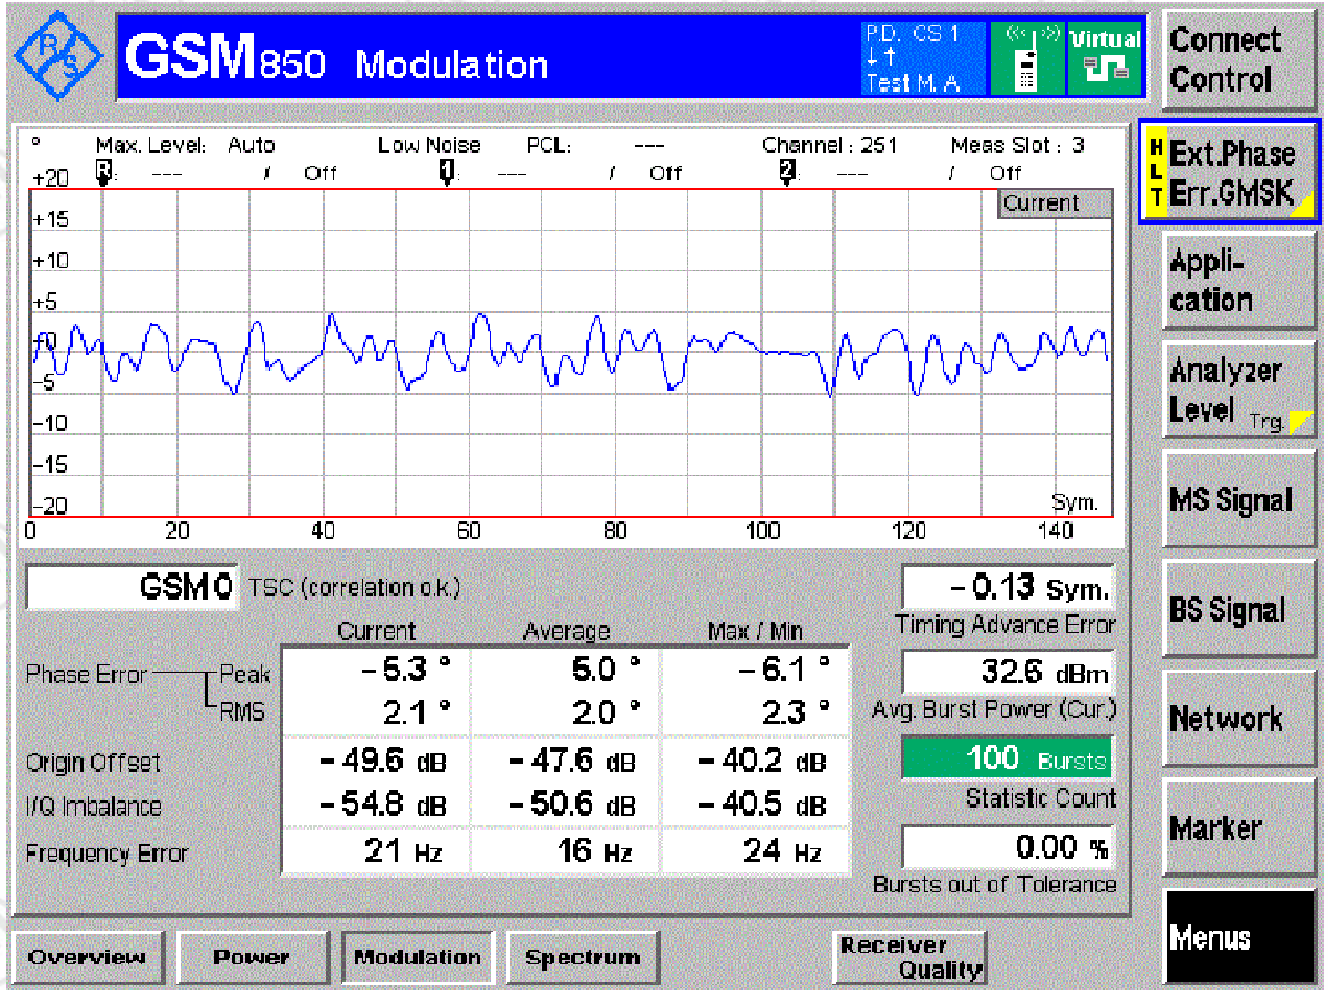 R S
GSM850 Modulation
P.D. CS 1
↓↑
Test M. A.
Virtual
Connect
Control
° Max. Level: Auto Low Noise PCL: --- Channel : 251 Meas Slot : 3
R : --- / Off 1 : --- / Off 2 : --- / Off
Current
+20
+15
+10
+5
+0
-5
-10
-15
-20
Sym.
0 20 40 60 80 100 120 140
GSM 0 TSC (correlation o.k.)
Current Average Max / Min
Phase Error Peak -5.3 ° 5.0 ° -6.1 °
RMS 2.1 ° 2.0 ° 2.3 °
Origin Offset -49.6 dB -47.6 dB -40.2 dB
I/Q Imbalance -54.8 dB -50.6 dB -40.5 dB
Frequency Error 21 Hz 16 Hz 24 Hz
-0.13 Sym.
Timing Advance Error
32.6 dBm
Avg. Burst Power (Cur.)
100 Bursts
Statistic Count
0.00 %
Bursts out of Tolerance
HLT
Ext.Phase
Err.GMSK
Appli-
cation
Analyzer
Level Trg.
MS Signal
BS Signal
Network
Marker
Menus
Overview Power Modulation Spectrum Receiver
Quality